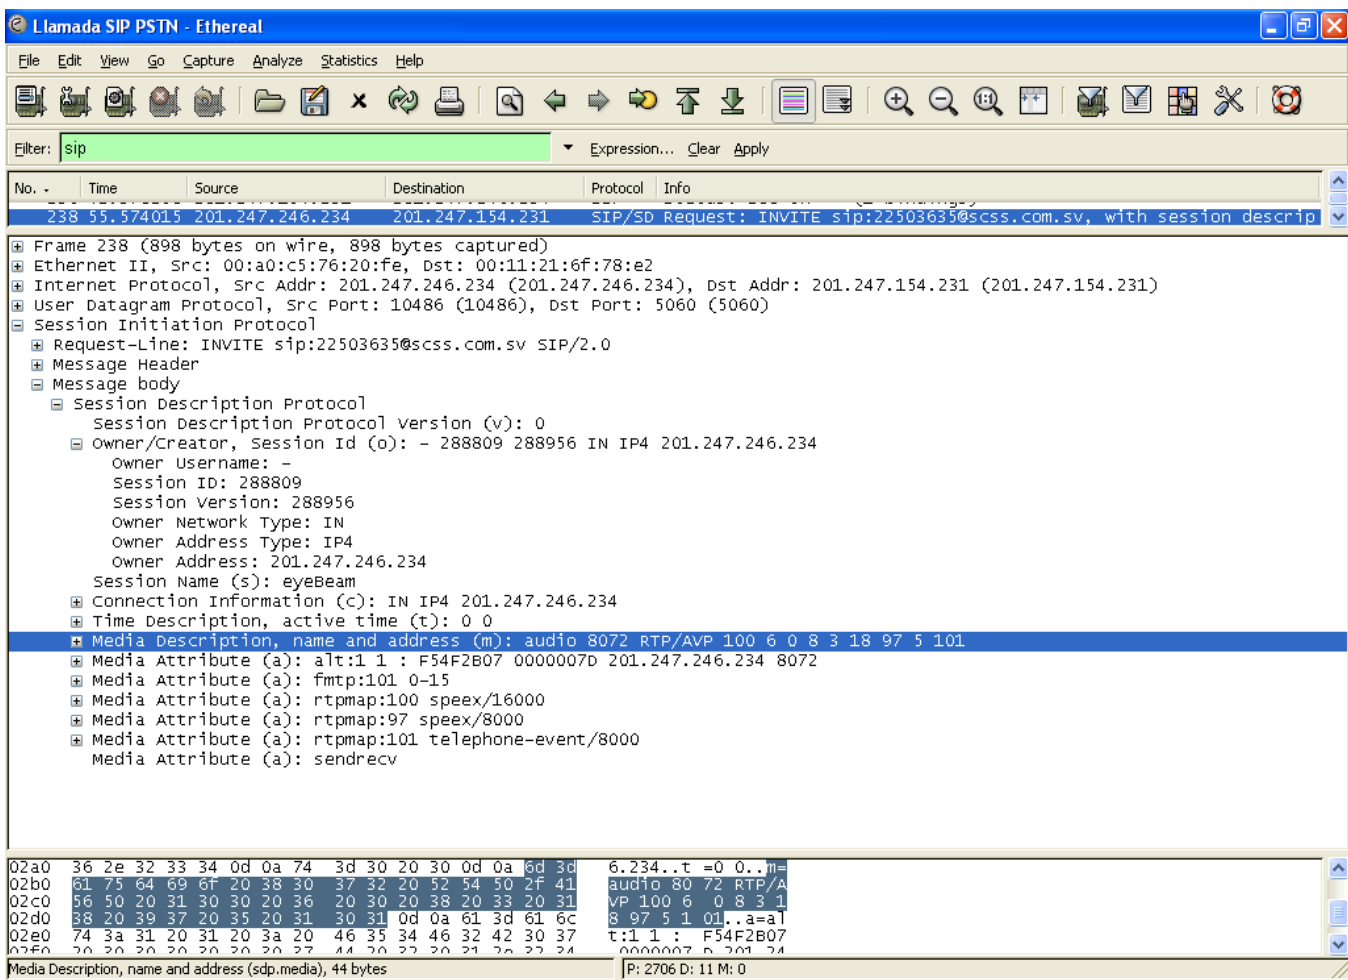 Llamada SIP PSTN - Ethereal
File Edit View Go Capture Analyze Statistics Help
Filter: sip Expression... Clear Apply
No. Time Source Destination Protocol Info
238 55.574015 201.247.246.234 201.247.154.231 SIP/SD Request: INVITE sip:22503635@scss.com.sv, with session descrip
Frame 238 (898 bytes on wire, 898 bytes captured)
Ethernet II, Src: 00:a0:c5:76:20:fe, Dst: 00:11:21:6f:78:e2
Internet Protocol, Src Addr: 201.247.246.234 (201.247.246.234), Dst Addr: 201.247.154.231 (201.247.154.231)
User Datagram Protocol, Src Port: 10486 (10486), Dst Port: 5060 (5060)
Session Initiation Protocol
Request-Line: INVITE sip:22503635@scss.com.sv SIP/2.0
Message Header
Message body
Session Description Protocol
Session Description Protocol Version (v): 0
Owner/Creator, Session Id (o): - 288809 288956 IN IP4 201.247.246.234
Owner Username: -
Session ID: 288809
Session Version: 288956
Owner Network Type: IN
Owner Address Type: IP4
Owner Address: 201.247.246.234
Session Name (s): eyeBeam
Connection Information (c): IN IP4 201.247.246.234
Time Description, active time (t): 0 0
Media Description, name and address (m): audio 8072 RTP/AVP 100 6 0 8 3 18 97 5 101
Media Attribute (a): alt:1 1 : F54F2B07 0000007D 201.247.246.234 8072
Media Attribute (a): fmtp:101 0-15
Media Attribute (a): rtpmap:100 speex/16000
Media Attribute (a): rtpmap:97 speex/8000
Media Attribute (a): rtpmap:101 telephone-event/8000
Media Attribute (a): sendrecv
02a0 36 2e 32 33 34 0d 0a 74 3d 30 20 30 0d 0a 6d 3d 6.234..t =0 0..m=
02b0 61 75 64 69 6f 20 38 30 37 32 20 52 54 50 2f 41 audio 80 72 RTP/A
02c0 56 50 20 31 30 30 20 36 20 30 20 38 20 33 20 31 VP 100 6 0 8 3 1
02d0 38 20 39 37 20 35 20 31 30 31 0d 0a 61 3d 61 6c 8 97 5 1 01..a=al
02e0 74 3a 31 20 31 20 3a 20 46 35 34 46 32 42 30 37 t:1 1 : F54F2B07
Media Description, name and address (sdp.media), 44 bytes P: 2706 D: 11 M: 0